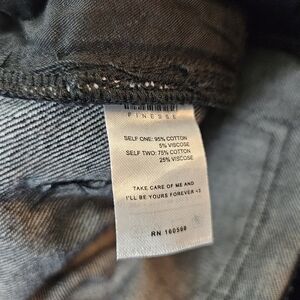 FINESSE
SELF ONE: 95% COTTON
5% VISCOSE
SELF TWO: 75% COTTON
25% VISCOSE
TAKE CARE OF ME AND
I'LL BE YOURS FOREVER <3
RN 160568